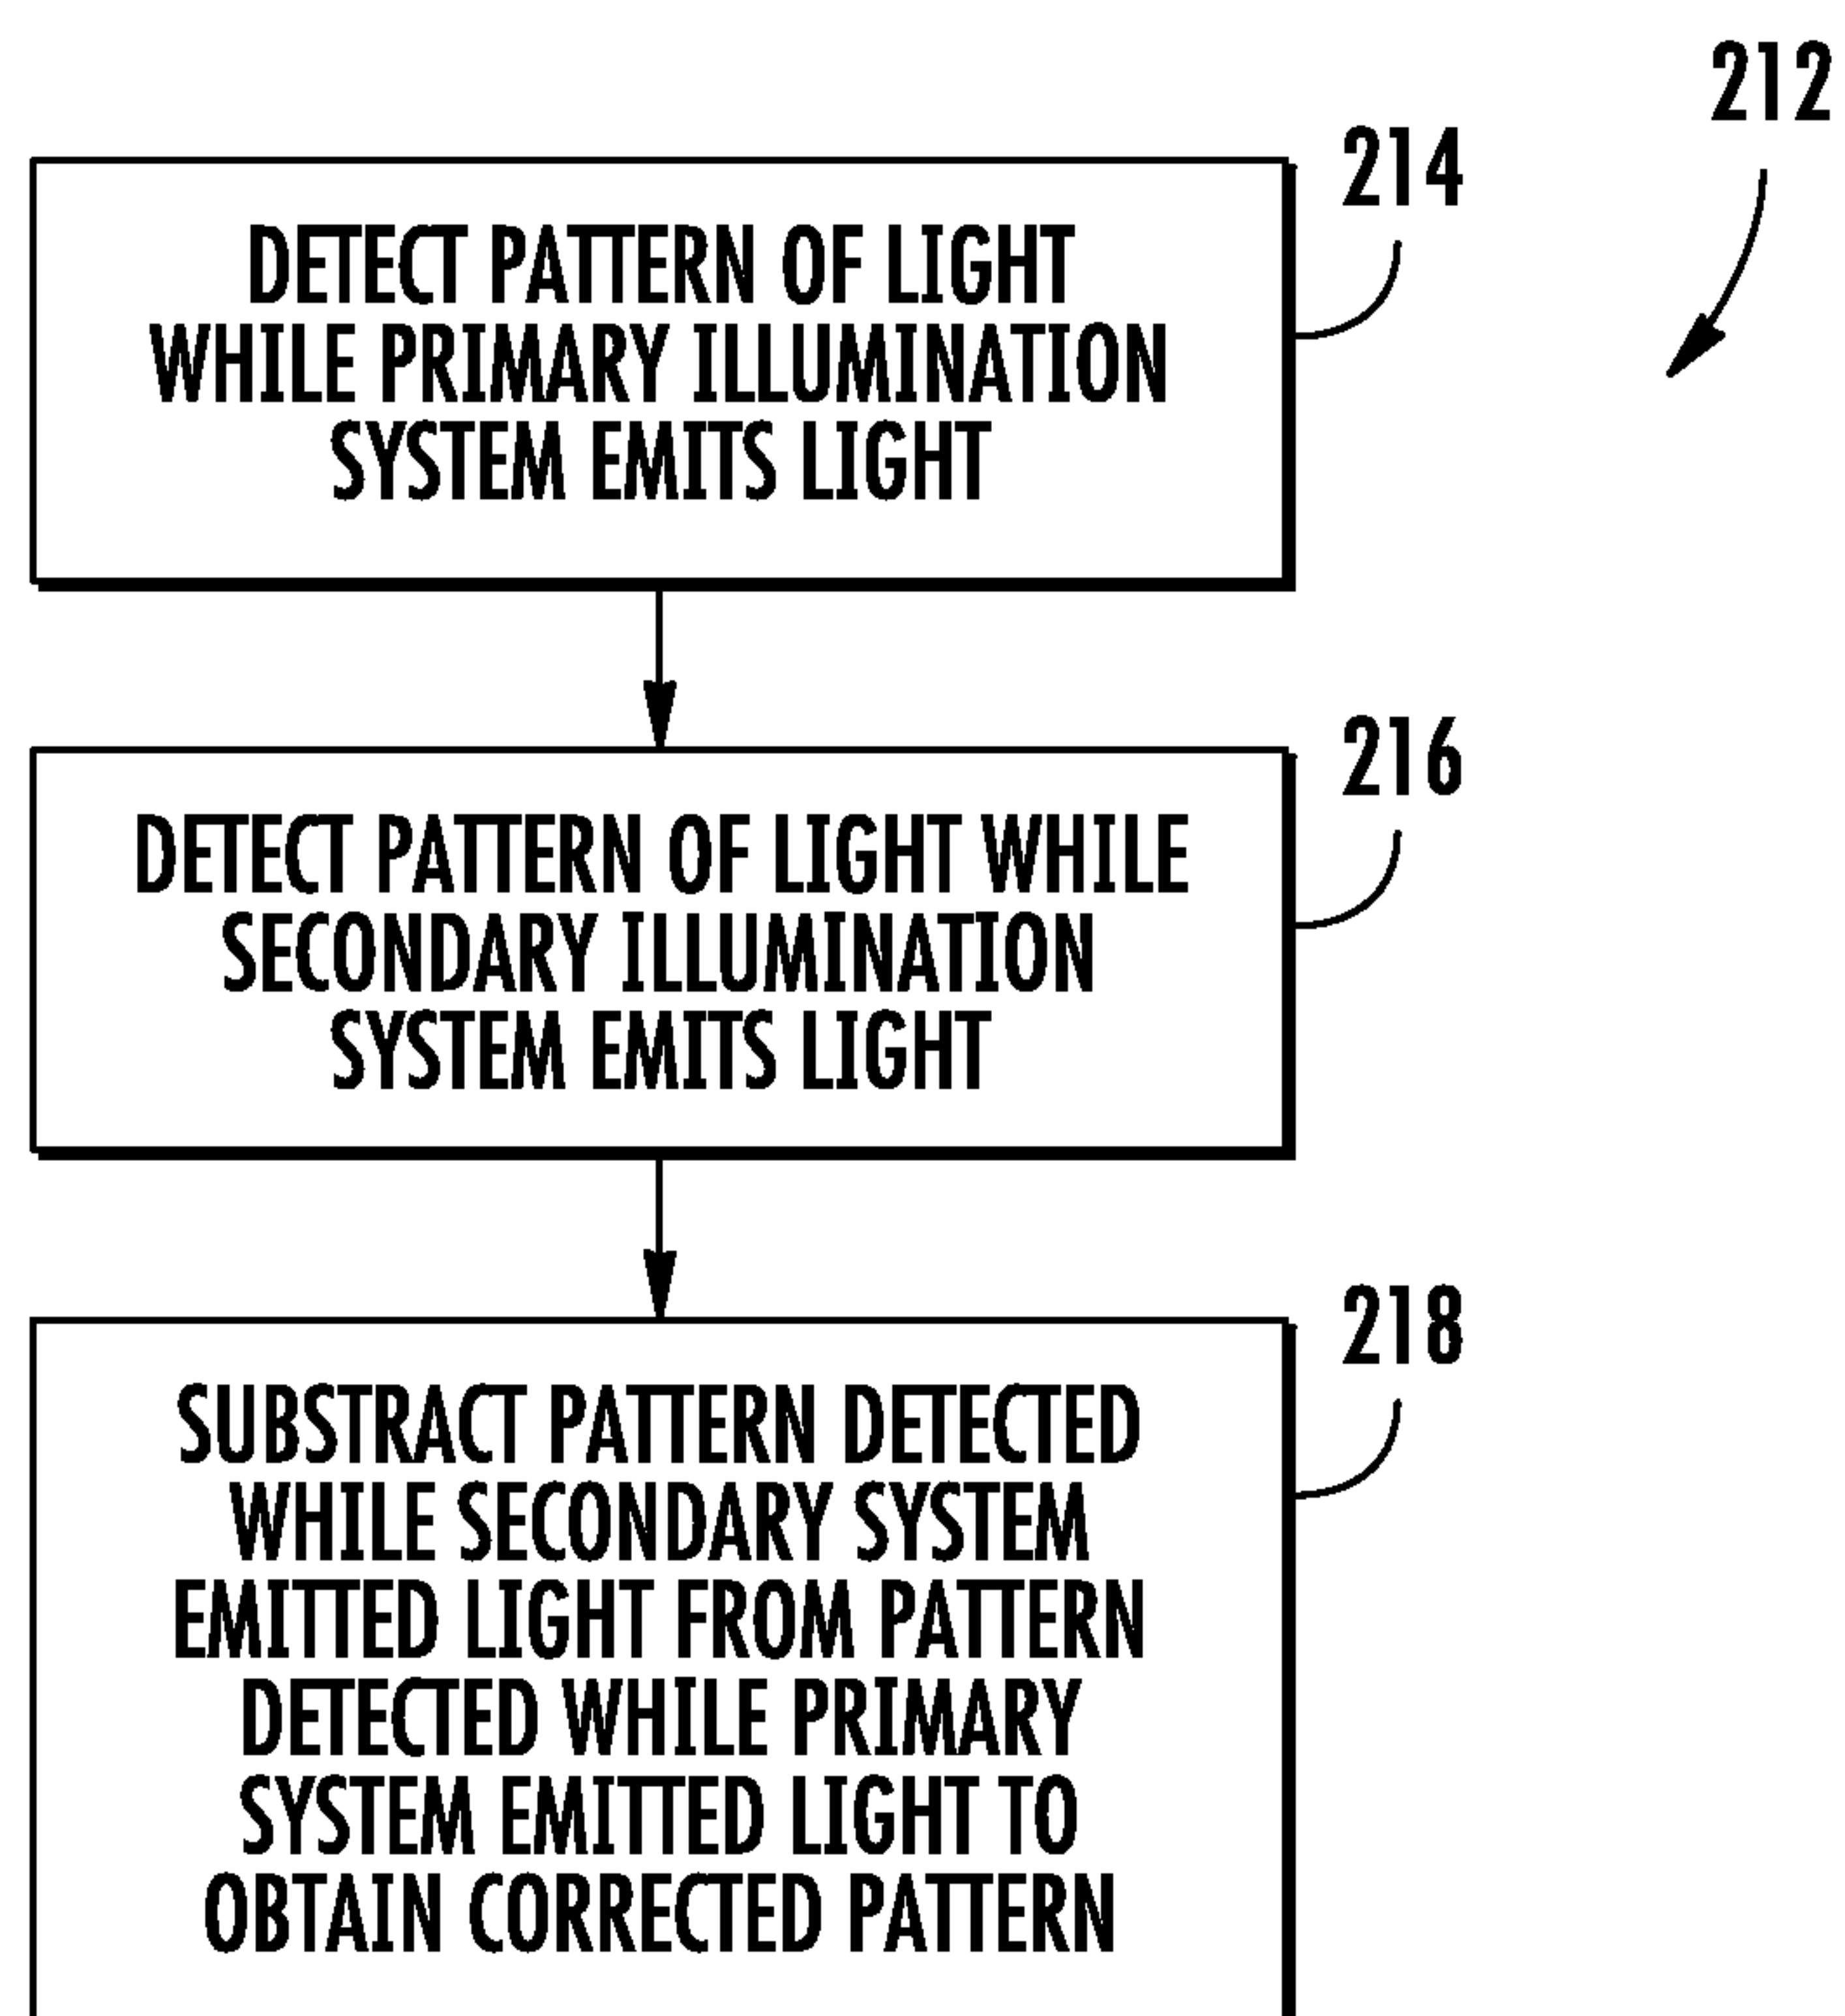 212
214
DETECT PATTERN OF LIGHT
WHILE PRIMARY ILLUMINATION
SYSTEM EMITS LIGHT
216
DETECT PATTERN OF LIGHT WHILE
SECONDARY ILLUMINATION
SYSTEM EMITS LIGHT
218
SUBSTRACT PATTERN DETECTED
WHILE SECONDARY SYSTEM
EMITTED LIGHT FROM PATTERN
DETECTED WHILE PRIMARY
SYSTEM EMITTED LIGHT TO
OBTAIN CORRECTED PATTERN